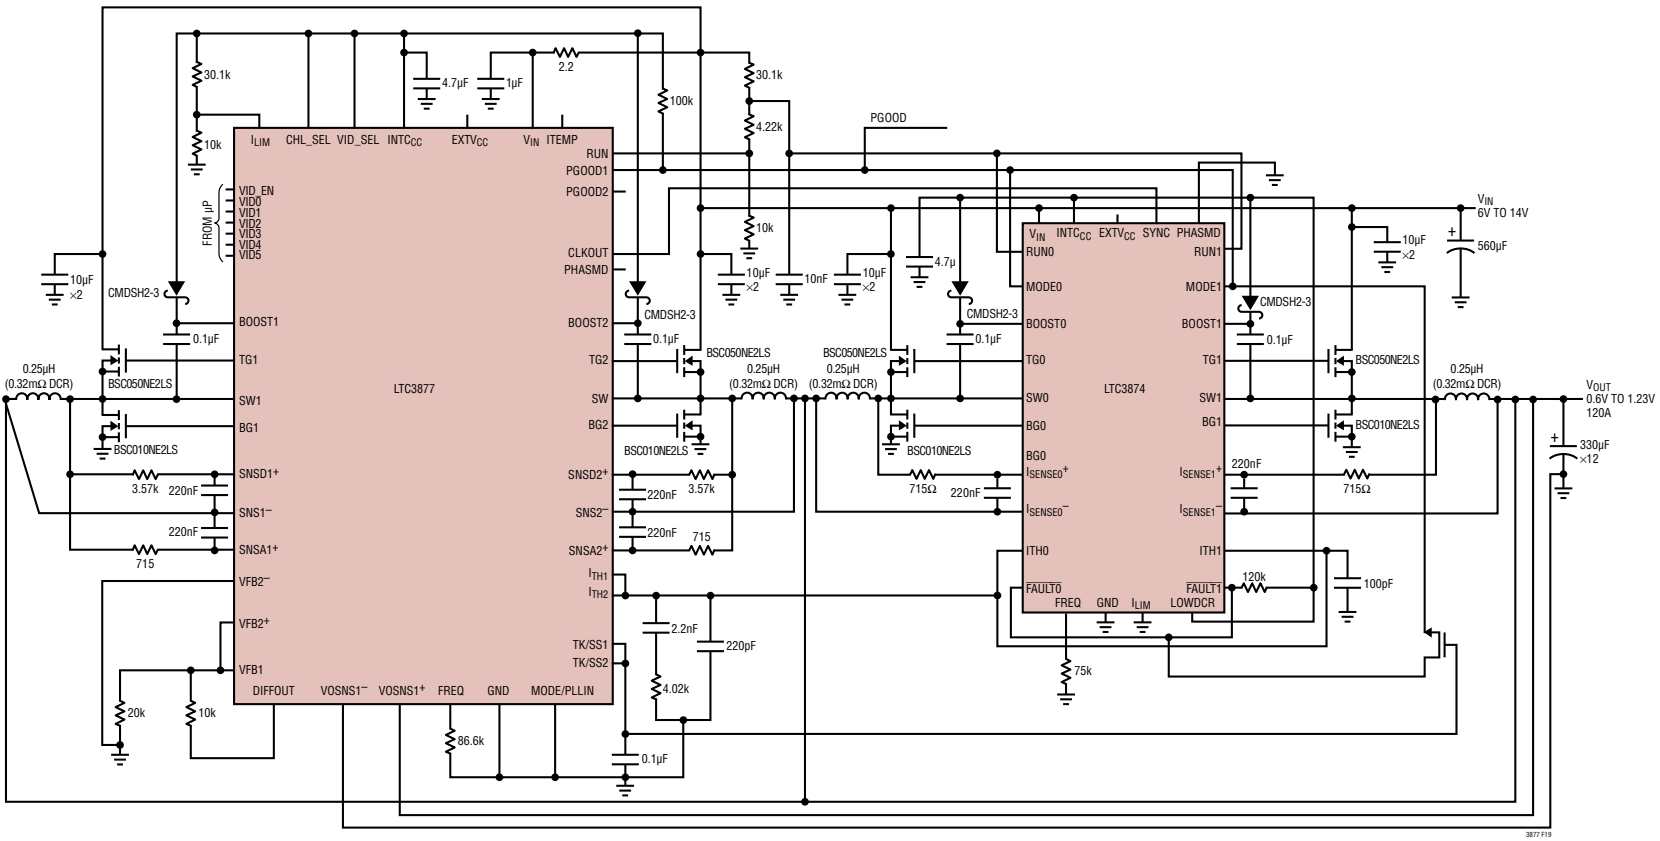 30.1k
10k
4.7µF
1µF
2.2
30.1k
100k
4.22k
PGOOD
ILIM
CHL_SEL
VID_SEL
INTCCC
EXTVCC
VIN
ITEMP
RUN
PGOOD1
PGOOD2
FROM µP
VID_EN
VID0
VID1
VID2
VID3
VID4
VID5
10k
CLKOUT
PHASMD
10µF
×2
CMDSH2-3
BOOST1
0.1µF
TG1
BSC050NE2LS
0.25µH
(0.32mΩ DCR)
SW1
BG1
BSC010NE2LS
LTC3877
BOOST2
CMDSH2-3
0.1µF
10µF
×2
10nF
10µF
×2
TG2
BSC050NE2LS
0.25µH
(0.32mΩ DCR)
SW
BG2
BSC010NE2LS
BSC050NE2LS
0.25µH
(0.32mΩ DCR)
BSC010NE2LS
SNSD1+
3.57k
220nF
SNS1–
220nF
SNSA1+
715
SNSD2+
3.57k
220nF
SNS2–
220nF
SNSA2+
715
VFB2–
VFB2+
VFB1
ITH1
ITH2
2.2nF
220pF
4.02k
TK/SS1
TK/SS2
DIFFOUT
VOSNS1–
VOSNS1+
FREQ
GND
MODE/PLLIN
20k
10k
86.6k
0.1µF
VIN
INTCCC
EXTVCC
SYNC
PHASMD
RUN0
RUN1
4.7µ
MODE0
MODE1
CMDSH2-3
BOOST0
BOOST1
0.1µF
CMDSH2-3
0.1µF
TG0
TG1
LTC3874
SW0
SW1
BG0
BG1
BG0
ISENSE0+
ISENSE1+
715Ω
220nF
ISENSE0–
ISENSE1–
220nF
715Ω
ITH0
ITH1
FAULT0
FAULT1
120k
100pF
FREQ
GND
ILIM
LOWDCR
75k
VIN
6V TO 14V
10µF
×2
560µF
BSC050NE2LS
0.25µH
(0.32mΩ DCR)
BSC010NE2LS
VOUT
0.6V TO 1.23V
120A
330µF
×12
3877 F19